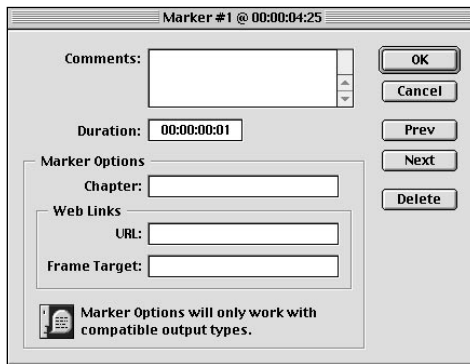 Marker #1 @ 00:00:04:25
Comments:
OK
Cancel
Duration: 00:00:00:01
Prev
Next
Marker Options
Chapter:
Delete
Web Links
URL:
Frame Target:
Marker Options will only work with
compatible output types.